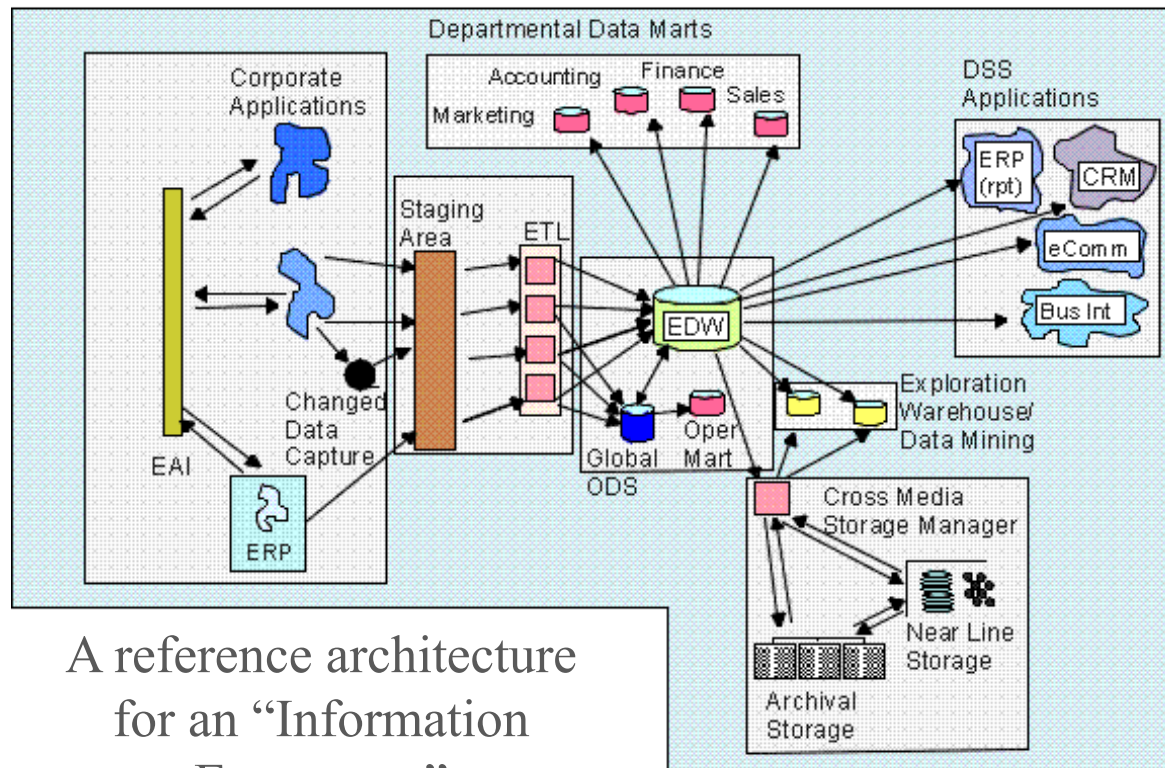 Departmental Data Marts
Corporate
Applications
Accounting
Finance
Marketing
Sales
DSS
Applications
ERP
(rpt)
CRM
eComm
Bus Int
Staging
Area
ETL
EDW
Changed
Data
Capture
EAI
ERP
Global
ODS
Oper
Mart
Exploration
Warehouse/
Data Mining
Cross Media
Storage Manager
Near Line
Storage
Archival
Storage
A reference architecture
for an “Information